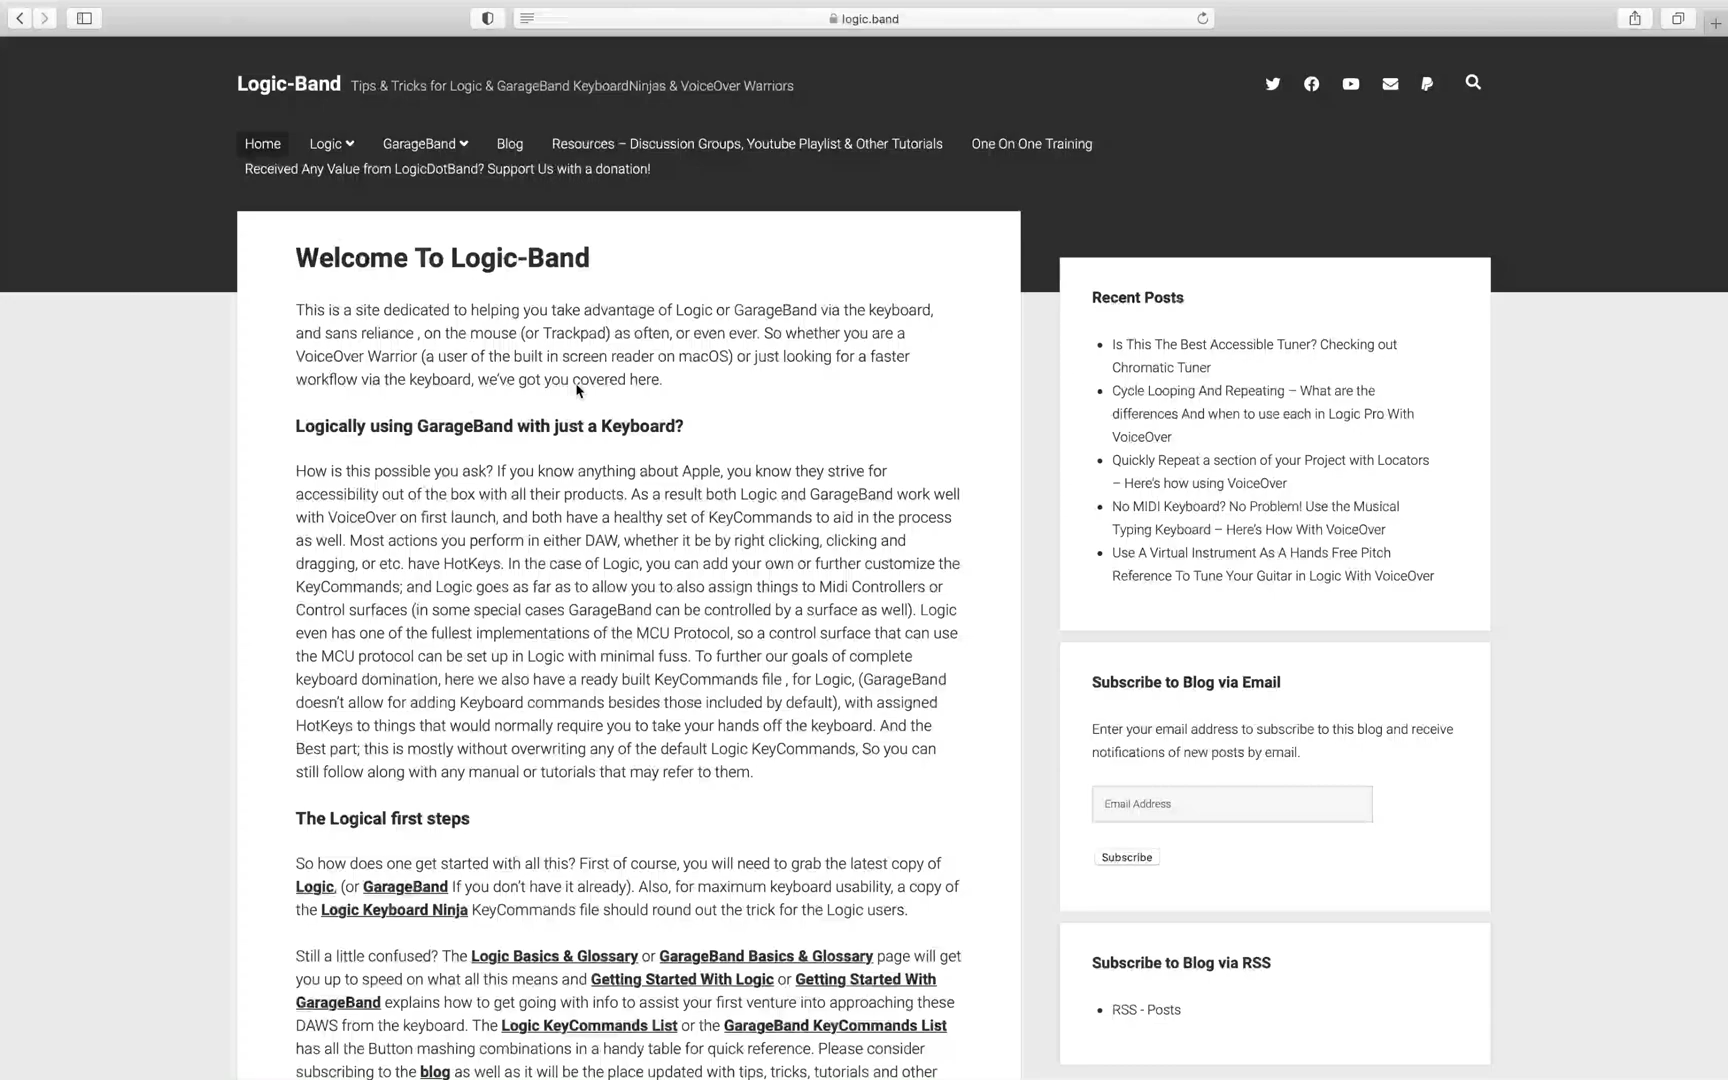 logic.band
Logic-Band Tips & Tricks for Logic & GarageBand KeyboardNinjas & VoiceOver Warriors
Home Logic GarageBand Blog Resources – Discussion Groups, Youtube Playlist & Other Tutorials One On One Training
Received Any Value from LogicDotBand? Support Us with a donation!
Welcome To Logic-Band
This is a site dedicated to helping you take advantage of Logic or GarageBand via the keyboard,
and sans reliance , on the mouse (or Trackpad) as often, or even ever. So whether you are a
VoiceOver Warrior (a user of the built in screen reader on macOS) or just looking for a faster
workflow via the keyboard, we've got you covered here.
Logically using GarageBand with just a Keyboard?
How is this possible you ask? If you know anything about Apple, you know they strive for
accessibility out of the box with all their products. As a result both Logic and GarageBand work well
with VoiceOver on first launch, and both have a healthy set of KeyCommands to aid in the process
as well. Most actions you perform in either DAW, whether it be by right clicking, clicking and
dragging, or etc. have HotKeys. In the case of Logic, you can add your own or further customize the
KeyCommands; and Logic goes as far as to allow you to also assign things to Midi Controllers or
Control surfaces (in some special cases GarageBand can be controlled by a surface as well). Logic
even has one of the fullest implementations of the MCU Protocol, so a control surface that can use
the MCU protocol can be set up in Logic with minimal fuss. To further our goals of complete
keyboard domination, here we also have a ready built KeyCommands file , for Logic, (GarageBand
doesn't allow for adding Keyboard commands besides those included by default), with assigned
HotKeys to things that would normally require you to take your hands off the keyboard. And the
Best part; this is mostly without overwriting any of the default Logic KeyCommands, So you can
still follow along with any manual or tutorials that may refer to them.
The Logical first steps
So how does one get started with all this? First of course, you will need to grab the latest copy of
Logic, (or GarageBand If you don't have it already). Also, for maximum keyboard usability, a copy of
the Logic Keyboard Ninja KeyCommands file should round out the trick for the Logic users.
Still a little confused? The Logic Basics & Glossary or GarageBand Basics & Glossary page will get
you up to speed on what all this means and Getting Started With Logic or Getting Started With
GarageBand explains how to get going with info to assist your first venture into approaching these
DAWS from the keyboard. The Logic KeyCommands List or the GarageBand KeyCommands List
has all the Button mashing combinations in a handy table for quick reference. Please consider
subscribing to the blog as well as it will be the place updated with tips, tricks, tutorials and other
Recent Posts
• Is This The Best Accessible Tuner? Checking out
Chromatic Tuner
• Cycle Looping And Repeating – What are the
differences And when to use each in Logic Pro With
VoiceOver
• Quickly Repeat a section of your Project with Locators
– Here's how using VoiceOver
• No MIDI Keyboard? No Problem! Use the Musical
Typing Keyboard – Here's How With VoiceOver
• Use A Virtual Instrument As A Hands Free Pitch
Reference To Tune Your Guitar in Logic With VoiceOver
Subscribe to Blog via Email
Enter your email address to subscribe to this blog and receive
notifications of new posts by email.
Email Address
Subscribe
Subscribe to Blog via RSS
• RSS - Posts